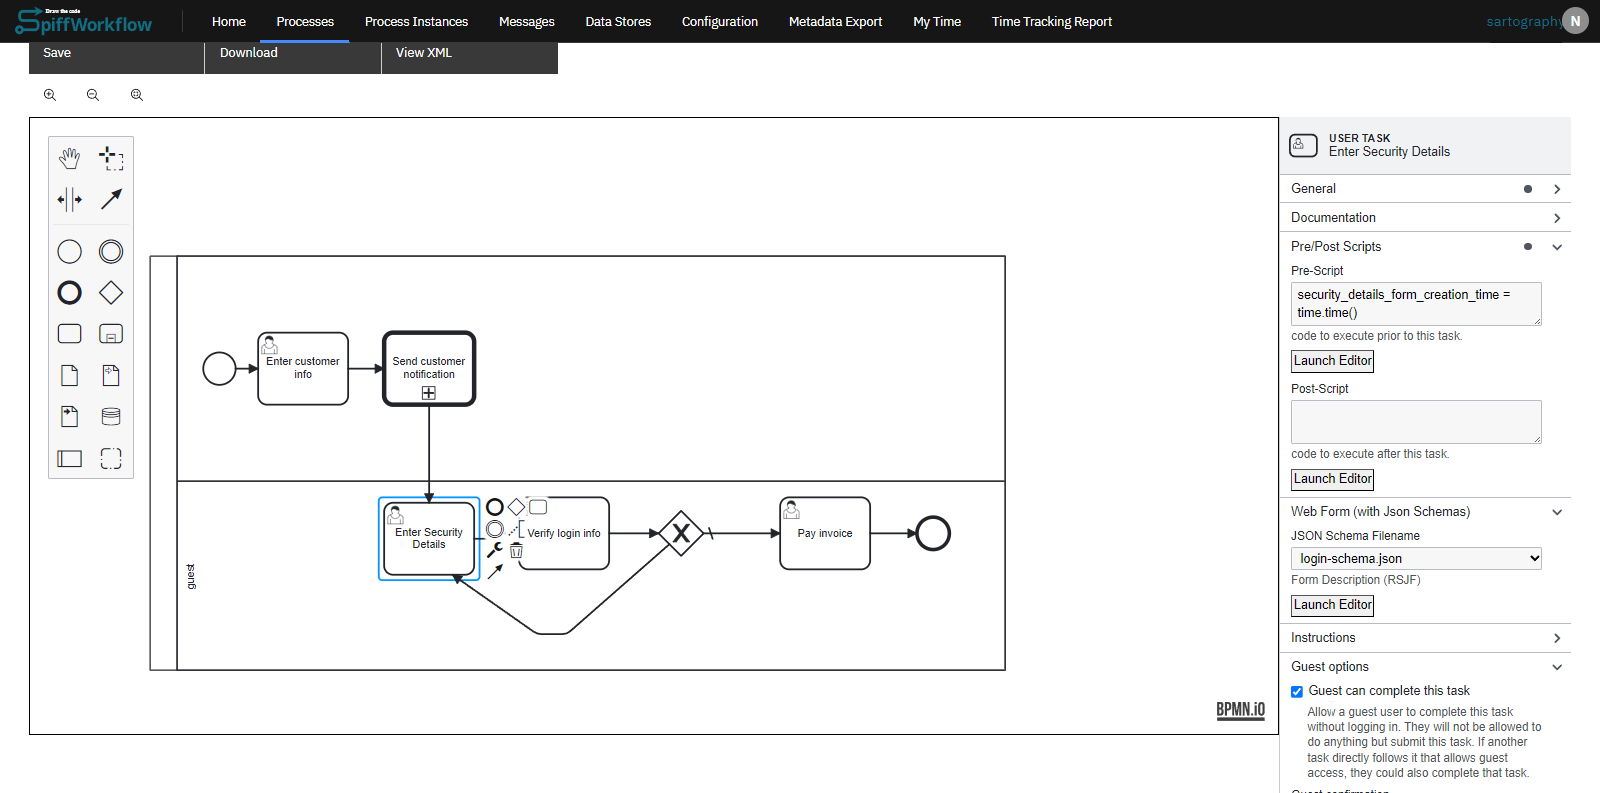 Draw the code
SpiffWorkflow
Home
Processes
Process Instances
Messages
Data Stores
Configuration
Metadata Export
My Time
Time Tracking Report
sartography
N
Save
Download
View XML
Enter customer
info
Send customer
notification
guest
Enter Security
Details
Verify login info
X
Pay invoice
BPMN.iO
USER TASK
Enter Security Details
General
Documentation
Pre/Post Scripts
Pre-Script
security_details_form_creation_time =
time.time()
code to execute prior to this task.
Launch Editor
Post-Script
code to execute after this task.
Launch Editor
Web Form (with Json Schemas)
JSON Schema Filename
login-schema.json
Form Description (RSJF)
Launch Editor
Instructions
Guest options
Guest can complete this task
Allow a guest user to complete this task
without logging in. They will not be allowed to
do anything but submit this task. If another
task directly follows it that allows guest
access, they could also complete that task.
Guest confirmation